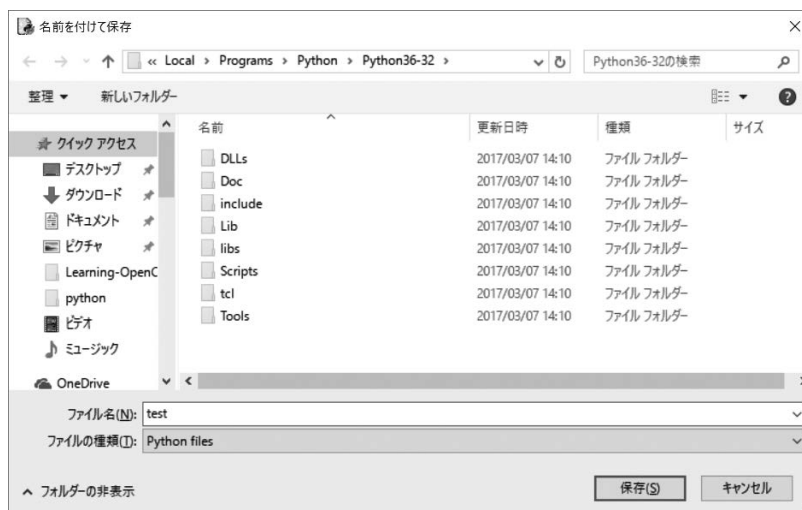 名前を付けて保存
« Local › Programs › Python › Python36-32 ›
Python36-32の検索
整理
新しいフォルダー
名前 更新日時 種類 サイズ
クイック アクセス
デスクトップ
ダウンロード
ドキュメント
ピクチャ
Learning-OpenC
python
ビデオ
ミュージック
OneDrive
DLLs 2017/03/07 14:10 ファイル フォルダー
Doc 2017/03/07 14:10 ファイル フォルダー
include 2017/03/07 14:10 ファイル フォルダー
Lib 2017/03/07 14:10 ファイル フォルダー
libs 2017/03/07 14:10 ファイル フォルダー
Scripts 2017/03/07 14:10 ファイル フォルダー
tcl 2017/03/07 14:10 ファイル フォルダー
Tools 2017/03/07 14:10 ファイル フォルダー
ファイル名(N): test
ファイルの種類(T): Python files
フォルダーの非表示
保存(S)
キャンセル